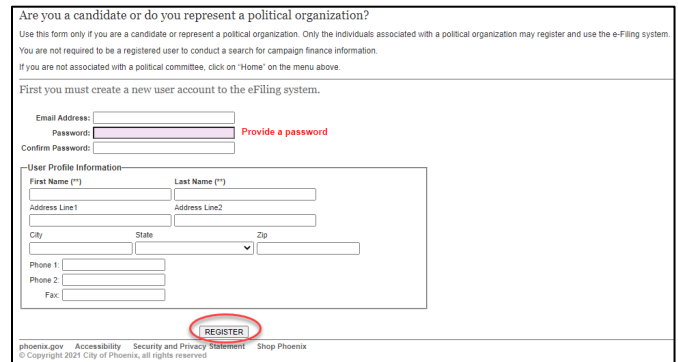 Are you a candidate or do you represent a political organization?
Use this form only if you are a candidate or represent a political organization. Only the individuals associated with a political organization may register and use the e-Filing system.
You are not required to be a registered user to conduct a search for campaign finance information.
If you are not associated with a political committee, click on "Home" on the menu above.
First you must create a new user account to the eFiling system.
Email Address:
Password: Provide a password
Confirm Password:
User Profile Information
First Name (**) Last Name (**)
Address Line1 Address Line2
City State Zip
Phone 1:
Phone 2:
Fax:
REGISTER
phoenix.gov Accessibility Security and Privacy Statement Shop Phoenix
© Copyright 2021 City of Phoenix, all rights reserved